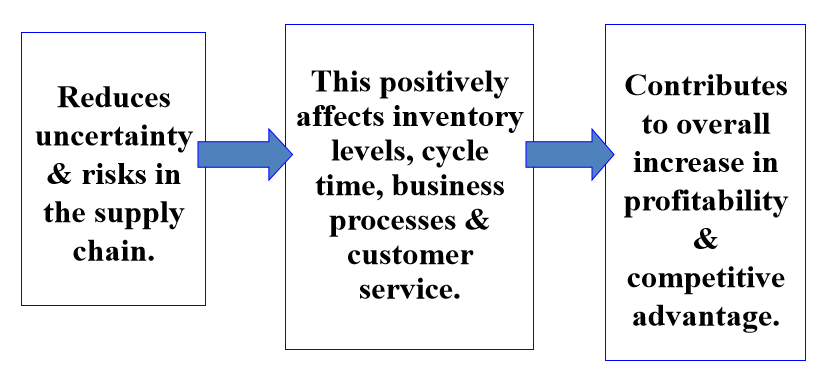 Reduces
uncertainty
& risks in
the supply
chain.
This positively
affects inventory
levels, cycle
time, business
processes &
customer
service.
Contributes
to overall
increase in
profitability
&
competitive
advantage.